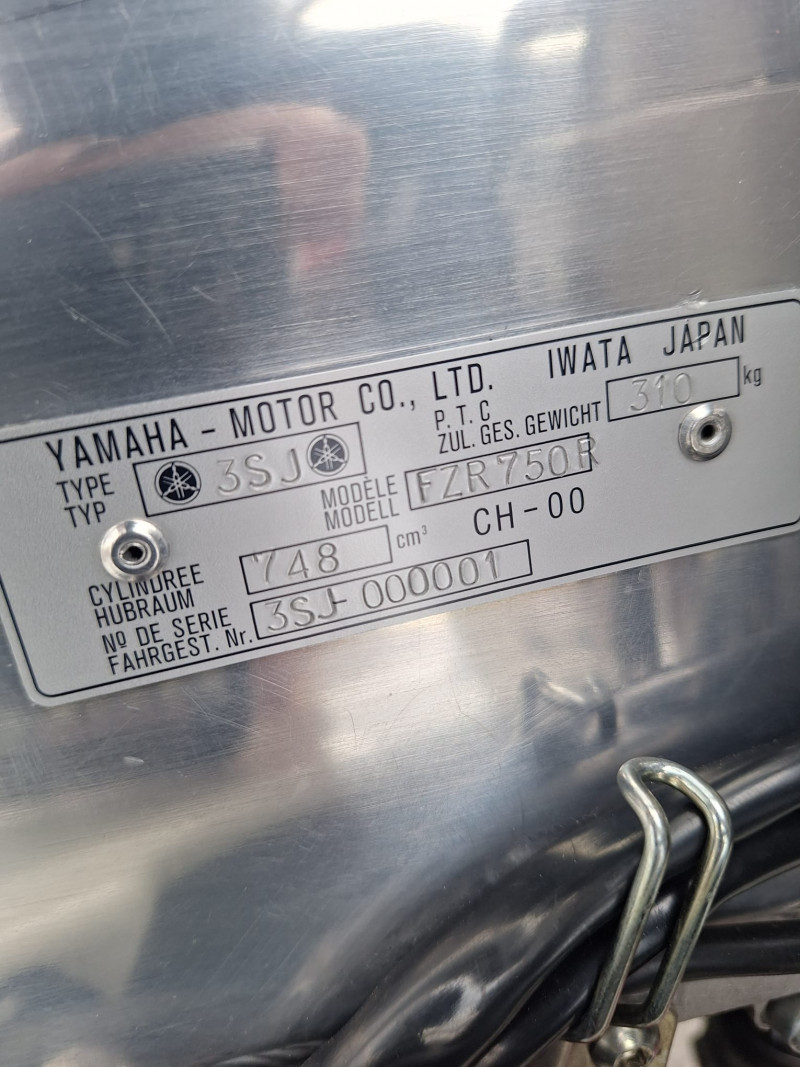 YAMAHA - MOTOR CO., LTD. IWATA JAPAN
TYPE
TYP
3SJ
P.T.C
ZUL. GES. GEWICHT
310 kg
MODÈLE
MODELL
FZR750R
CYLINDREE
HUBRAUM
748 cm³
CH-00
Nº DE SERIE
FAHRGEST. Nr.
3SJ-000001